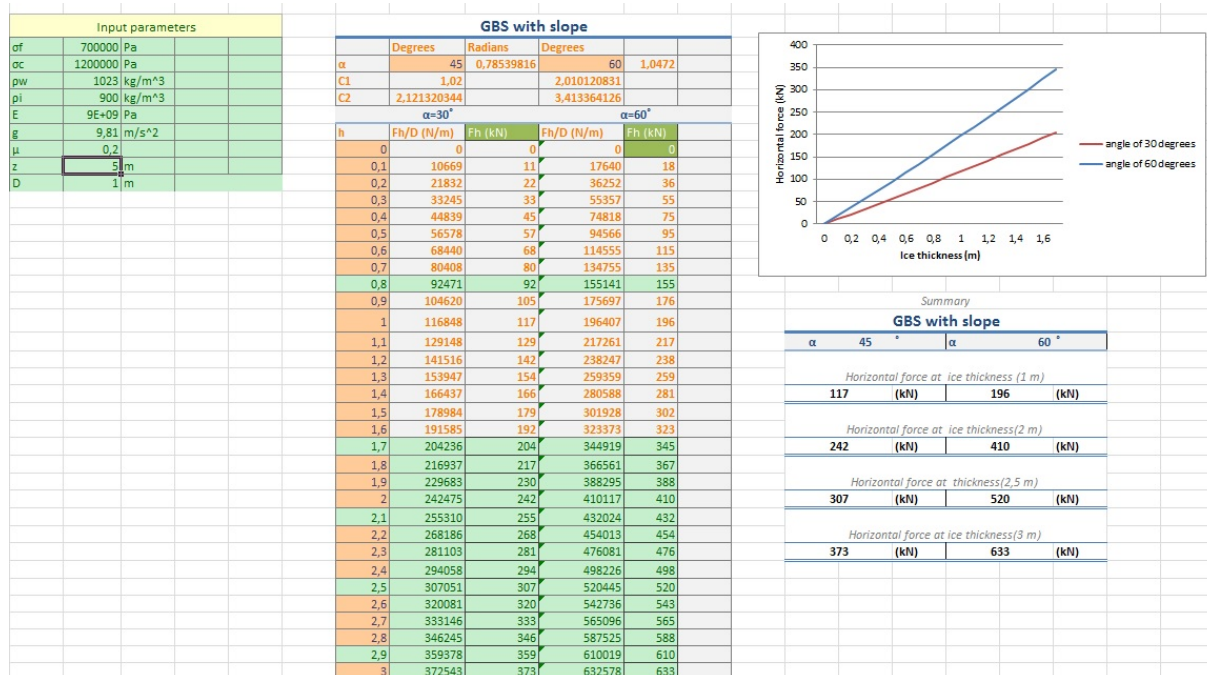 Input parameters
σf 700000 Pa
σc 1200000 Pa
ρw 1023 kg/m^3
ρi 900 kg/m^3
E 9E+09 Pa
g 9,81 m/s^2
μ 0,2
z 5 m
D 1 m
GBS with slope
Degrees Radians Degrees
α 45 0,78539816 60 1,0472
C1 1,02 2,010120831
C2 2,121320344 3,413364126
α=30° α=60°
h Fh/D (N/m) Fh (kN) Fh/D (N/m) Fh (kN)
0 0 0 0 0
0,1 10669 11 17640 18
0,2 21832 22 36252 36
0,3 33245 33 55357 55
0,4 44839 45 74818 75
0,5 56578 57 94566 95
0,6 68440 68 114555 115
0,7 80408 80 134755 135
0,8 92471 92 155141 155
0,9 104620 105 175697 176
1 116848 117 196407 196
1,1 129148 129 217261 217
1,2 141516 142 238247 238
1,3 153947 154 259359 259
1,4 166437 166 280588 281
1,5 178984 179 301928 302
1,6 191585 192 323373 323
1,7 204236 204 344919 345
1,8 216937 217 366561 367
1,9 229683 230 388295 388
2 242475 242 410117 410
2,1 255310 255 432024 432
2,2 268186 268 454013 454
2,3 281103 281 476081 476
2,4 294058 294 498226 498
2,5 307051 307 520445 520
2,6 320081 320 542736 543
2,7 333146 333 565096 565
2,8 346245 346 587525 588
2,9 359378 359 610019 610
3 372543 373 632578 633
Horizontal force (kN)
400
350
300
250
200
150
100
50
0
0 0,2 0,4 0,6 0,8 1 1,2 1,4 1,6
Ice thickness (m)
angle of 30 degrees
angle of 60 degrees
Summary
GBS with slope
α 45 ° α 60 °
Horizontal force at ice thickness (1 m)
117 (kN) 196 (kN)
Horizontal force at ice thickness(2 m)
242 (kN) 410 (kN)
Horizontal force at thickness(2,5 m)
307 (kN) 520 (kN)
Horizontal force at ice thickness(3 m)
373 (kN) 633 (kN)